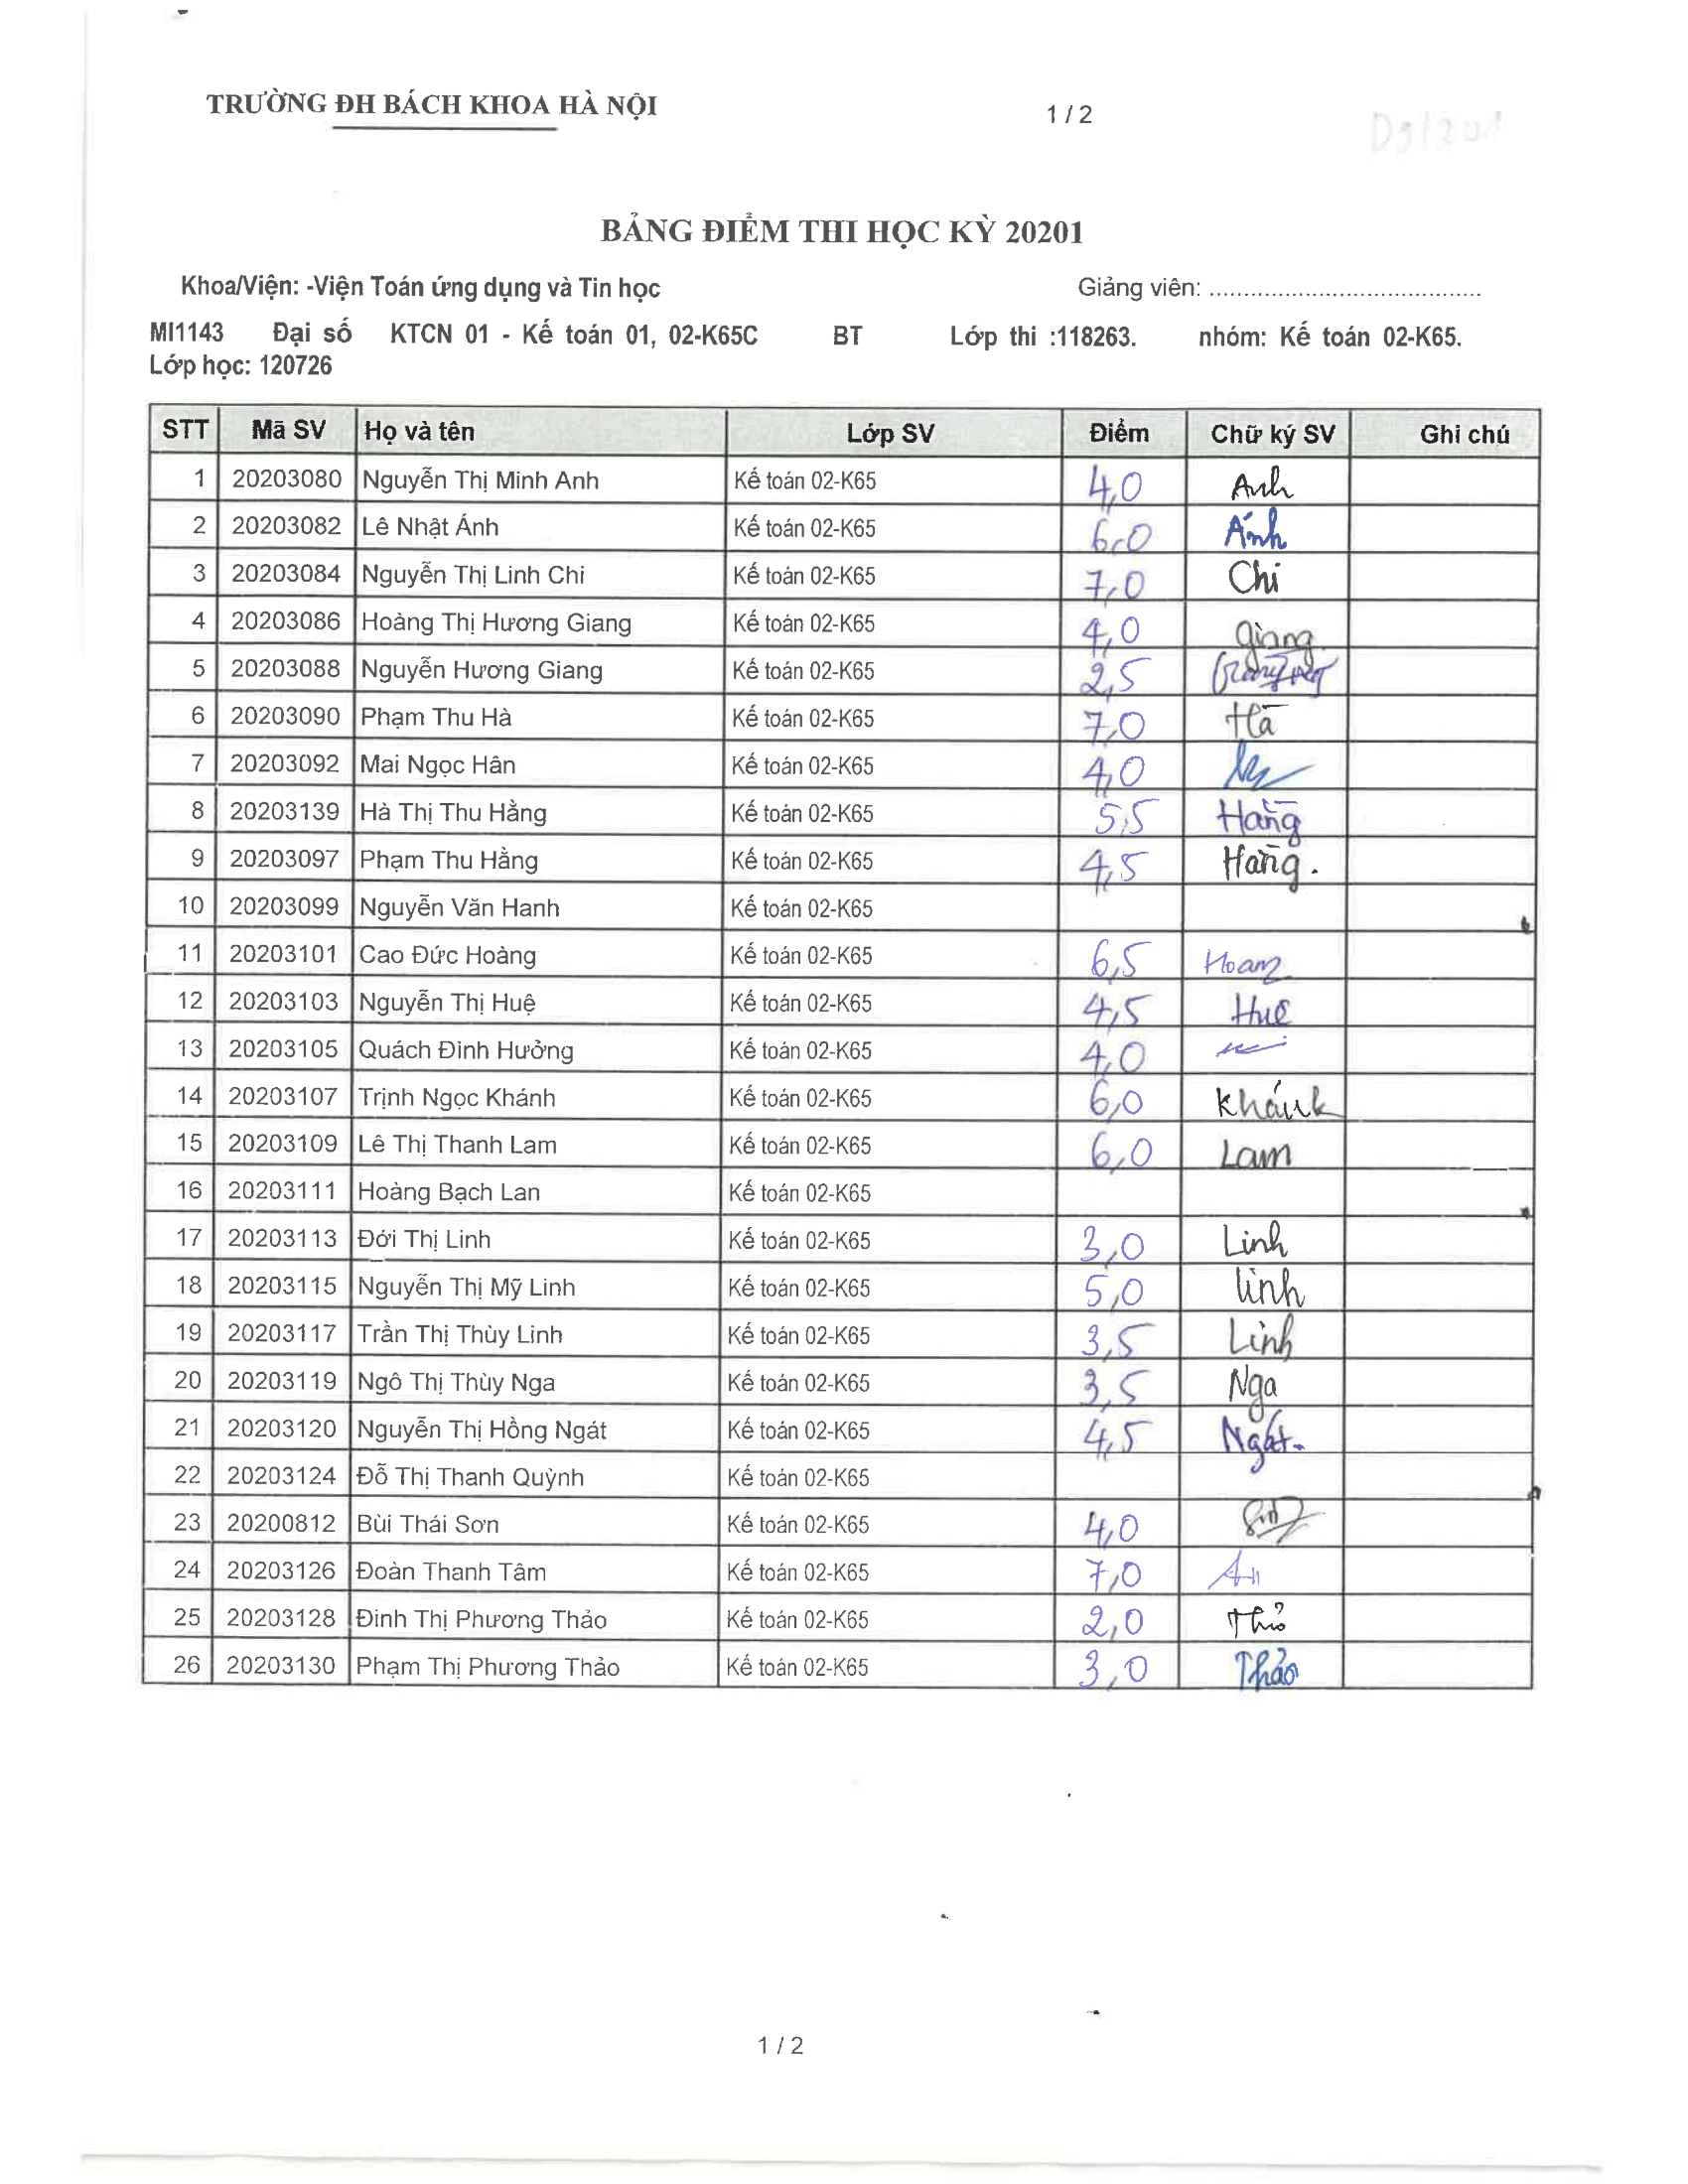 TRƯỜNG ĐH BÁCH KHOA HÀ NỘI 1 / 2
BẢNG ĐIỂM THI HỌC KỲ 20201
Khoa/Viện: -Viện Toán ứng dụng và Tin học Giảng viên: ........................................
MI1143 Đại số KTCN 01 - Kế toán 01, 02-K65C BT Lớp thi :118263. nhóm: Kế toán 02-K65.
Lớp học: 120726
STT Mã SV Họ và tên Lớp SV Điểm Chữ ký SV Ghi chú
1 20203080 Nguyễn Thị Minh Anh Kế toán 02-K65 4,0 Anh
2 20203082 Lê Nhật Ánh Kế toán 02-K65 6,0 Ánh
3 20203084 Nguyễn Thị Linh Chi Kế toán 02-K65 7,0 Chi
4 20203086 Hoàng Thị Hương Giang Kế toán 02-K65 4,0 Giang
5 20203088 Nguyễn Hương Giang Kế toán 02-K65 2,5
6 20203090 Phạm Thu Hà Kế toán 02-K65 7,0 Hà
7 20203092 Mai Ngọc Hân Kế toán 02-K65 4,0
8 20203139 Hà Thị Thu Hằng Kế toán 02-K65 5,5 Hằng
9 20203097 Phạm Thu Hằng Kế toán 02-K65 4,5 Hằng.
10 20203099 Nguyễn Văn Hanh Kế toán 02-K65
11 20203101 Cao Đức Hoàng Kế toán 02-K65 6,5 Hoang
12 20203103 Nguyễn Thị Huệ Kế toán 02-K65 4,5 Huê
13 20203105 Quách Đình Hưởng Kế toán 02-K65 4,0
14 20203107 Trịnh Ngọc Khánh Kế toán 02-K65 6,0 Khánh
15 20203109 Lê Thị Thanh Lam Kế toán 02-K65 6,0 Lam
16 20203111 Hoàng Bạch Lan Kế toán 02-K65
17 20203113 Đới Thị Linh Kế toán 02-K65 3,0 Linh
18 20203115 Nguyễn Thị Mỹ Linh Kế toán 02-K65 5,0 linh
19 20203117 Trần Thị Thùy Linh Kế toán 02-K65 3,5 Linh
20 20203119 Ngô Thị Thùy Nga Kế toán 02-K65 3,5 Nga
21 20203120 Nguyễn Thị Hồng Ngát Kế toán 02-K65 4,5 Ngát
22 20203124 Đỗ Thị Thanh Quỳnh Kế toán 02-K65
23 20200812 Bùi Thái Sơn Kế toán 02-K65 4,0
24 20203126 Đoàn Thanh Tâm Kế toán 02-K65 7,0
25 20203128 Đinh Thị Phương Thảo Kế toán 02-K65 2,0
26 20203130 Phạm Thị Phương Thảo Kế toán 02-K65 3,0 Thảo
1 / 2